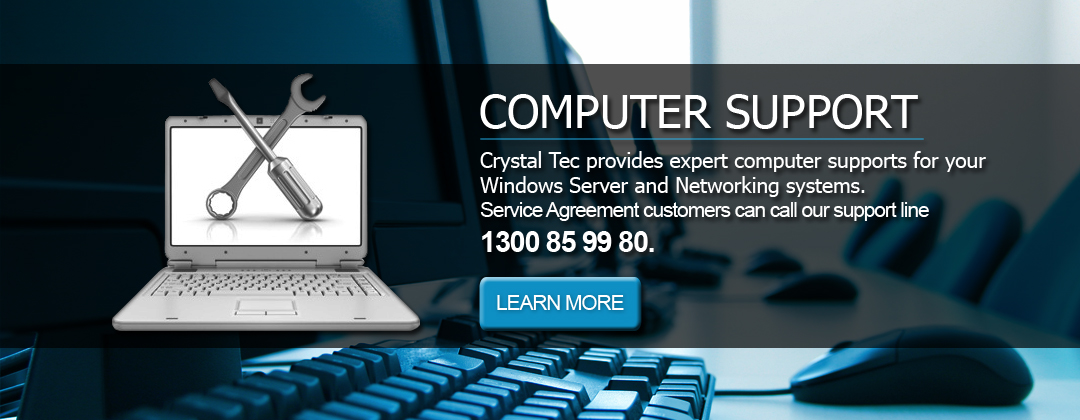 COMPUTER SUPPORT
Crystal Tec provides expert computer supports for your
Windows Server and Networking systems.
Service Agreement customers can call our support line
1300 85 99 80.
LEARN MORE